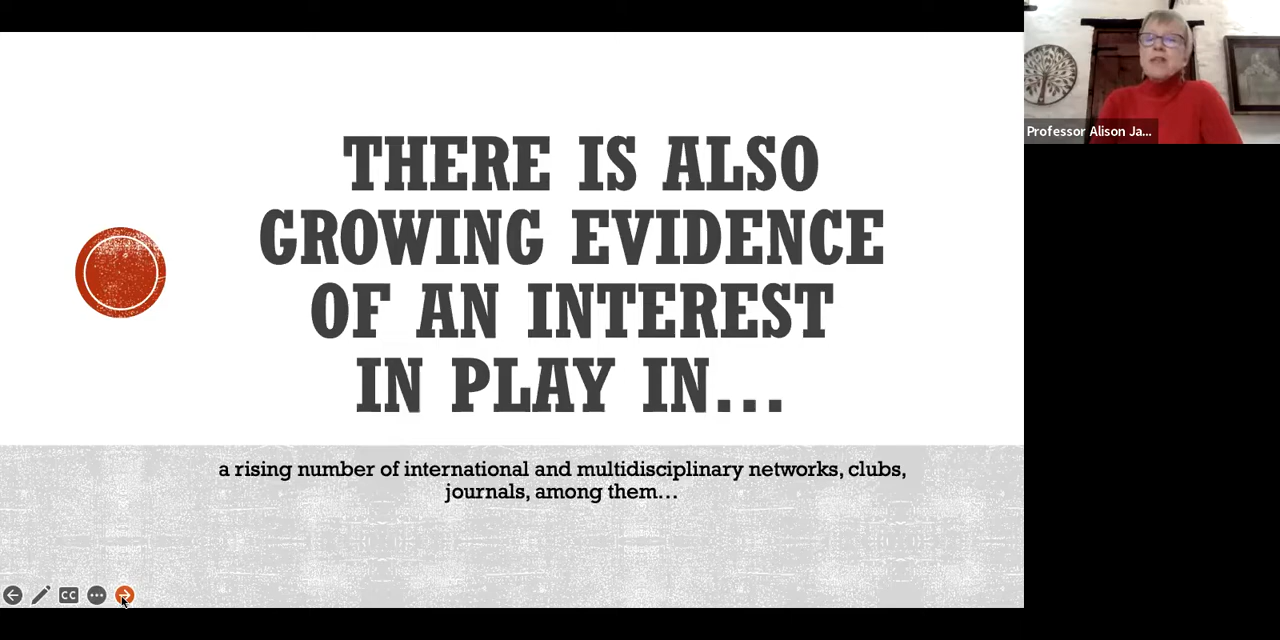 THERE IS ALSO
GROWING EVIDENCE
OF AN INTEREST
IN PLAY IN...
a rising number of international and multidisciplinary networks, clubs,
journals, among them...
Professor Alison Ja...
CC